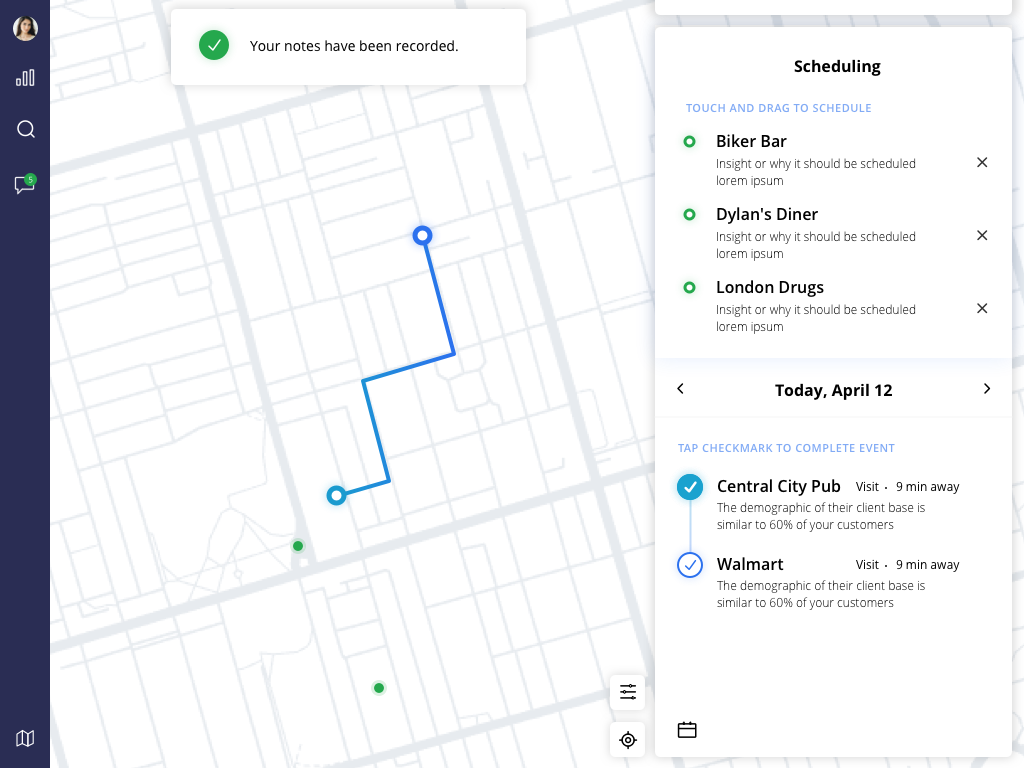 Your notes have been recorded.
5
Scheduling
TOUCH AND DRAG TO SCHEDULE
Biker Bar
Insight or why it should be scheduled
lorem ipsum
Dylan's Diner
Insight or why it should be scheduled
lorem ipsum
London Drugs
Insight or why it should be scheduled
lorem ipsum
Today, April 12
TAP CHECKMARK TO COMPLETE EVENT
Central City Pub Visit · 9 min away
The demographic of their client base is
similar to 60% of your customers
Walmart Visit · 9 min away
The demographic of their client base is
similar to 60% of your customers